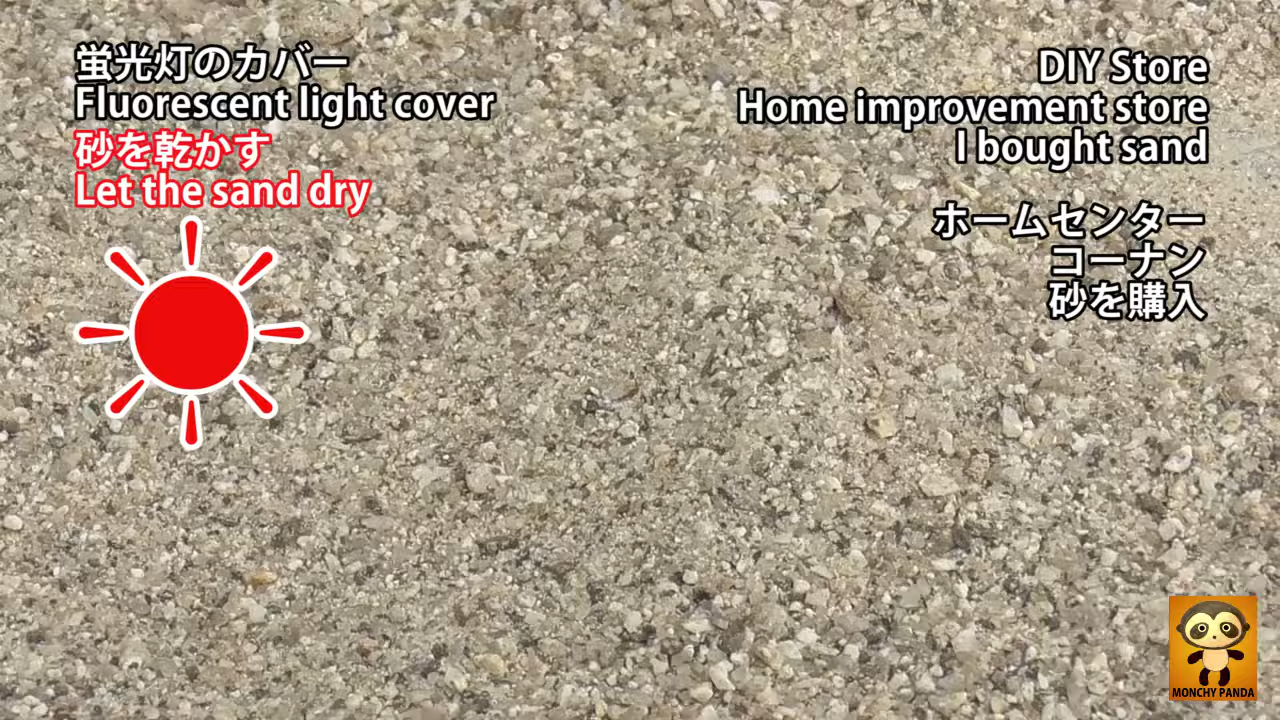 蛍光灯のカバー
Fluorescent light cover
砂を乾かす
Let the sand dry
DIY Store
Home improvement store
I bought sand
ホームセンター
コーナン
砂を購入
MONCHY PANDA